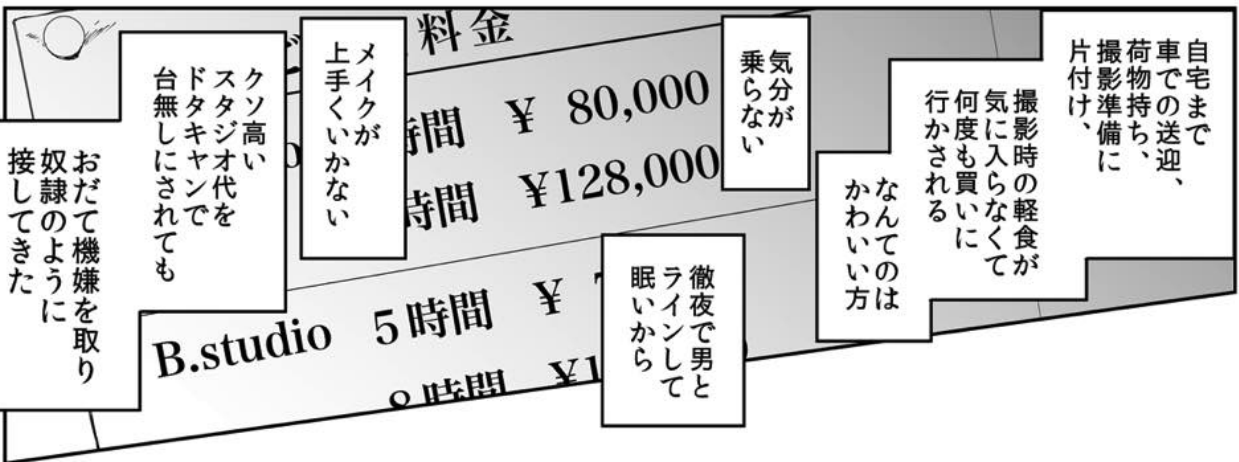 自宅まで
車での送迎、
荷物持ち、
撮影準備に
片付け、
撮影時の軽食が
気に入らなくて
何度も買いに
行かされる
なんてのは
かわいい方
気分が
乗らない
徹夜で男と
ラインして
眠いから
メイクが
上手くいかない
クソ高い
スタジオ代を
ドタキャンで
台無しにされても
おだて機嫌を取り
奴隷のように
接してきた
料金
時間 ¥ 80,000
時間 ¥128,000
B.studio 5時間 ¥
8時間 ¥1